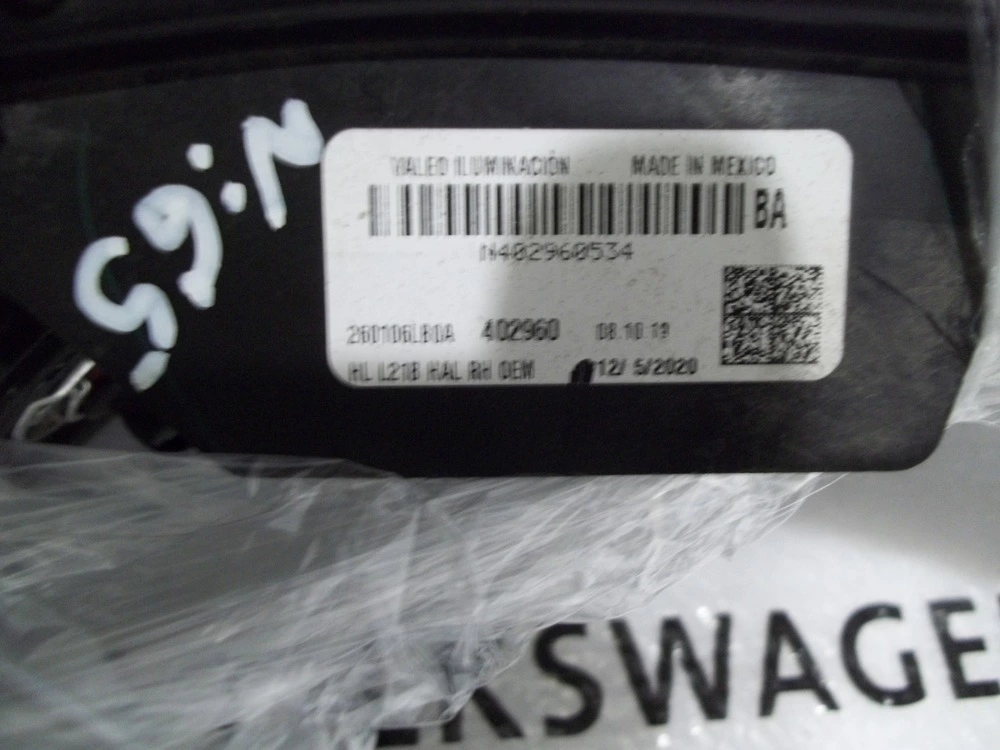 VALEO ILUMINACIÓN MADE IN MEXICO
BA
N402960534
260106LB0A 402960 08.10.19
HL L21B HAL RH OEM 12/ 5/2020
KSWAGE